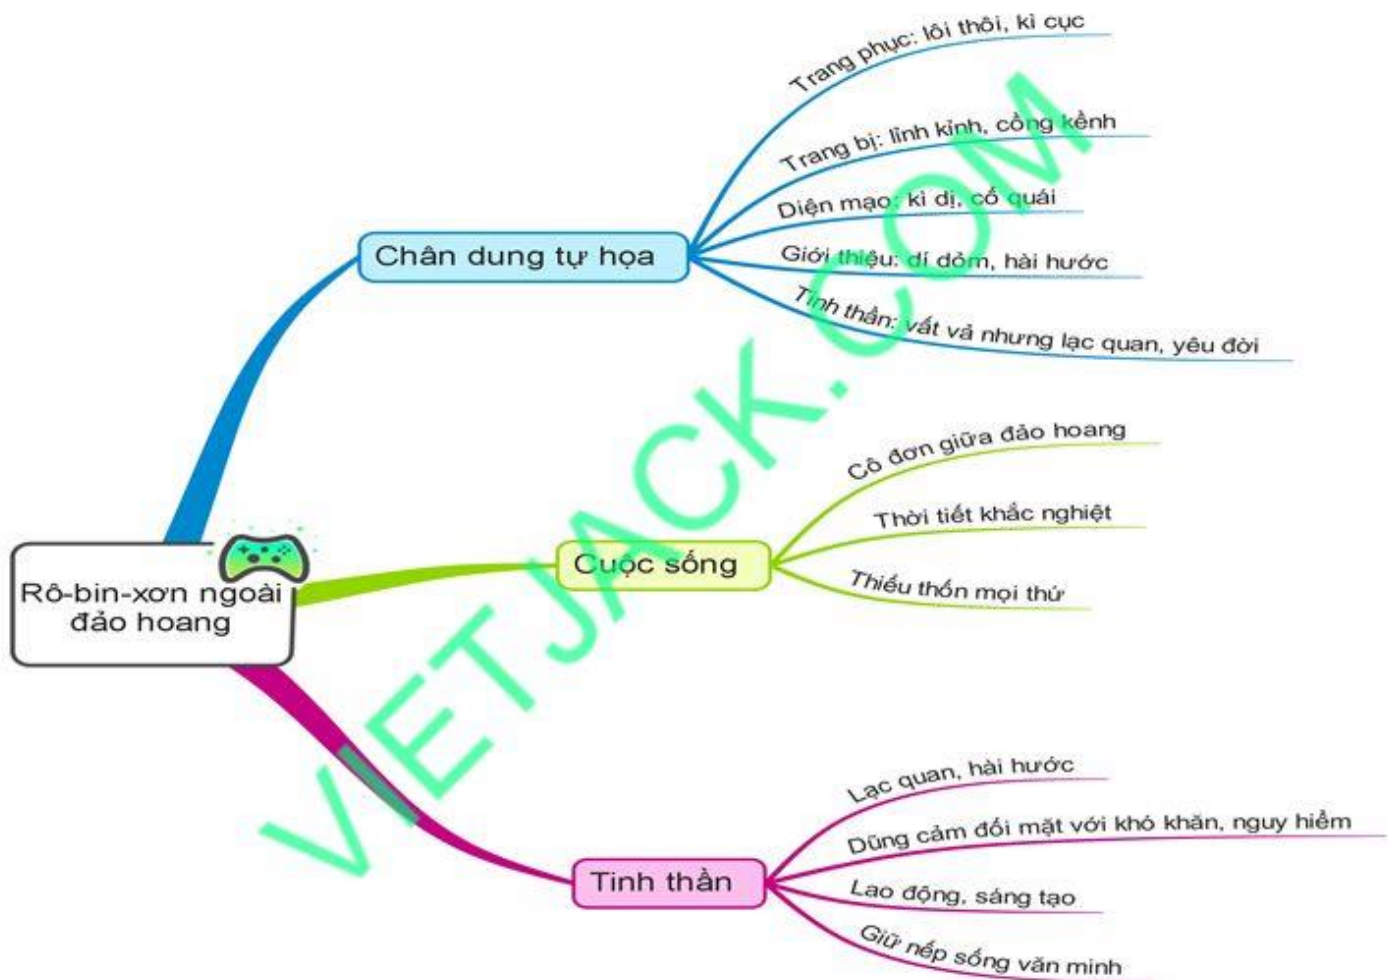 Trang phục: lôi thôi, kì cục
Trang bị: lĩnh kỉnh, cồng kềnh
Diện mạo: kì dị, cổ quái
Chân dung tự họa
Giới thiệu: dí dỏm, hài hước
Tinh thần: vất vả nhưng lạc quan, yêu đời
Cô đơn giữa đảo hoang
Thời tiết khắc nghiệt
Cuộc sống
Thiếu thốn mọi thứ
Rô-bin-xơn ngoài
đảo hoang
Lạc quan, hài hước
Dũng cảm đối mặt với khó khăn, nguy hiểm
Tinh thần
Lao động, sáng tạo
Giữ nếp sống văn minh
VIETJACK.COM